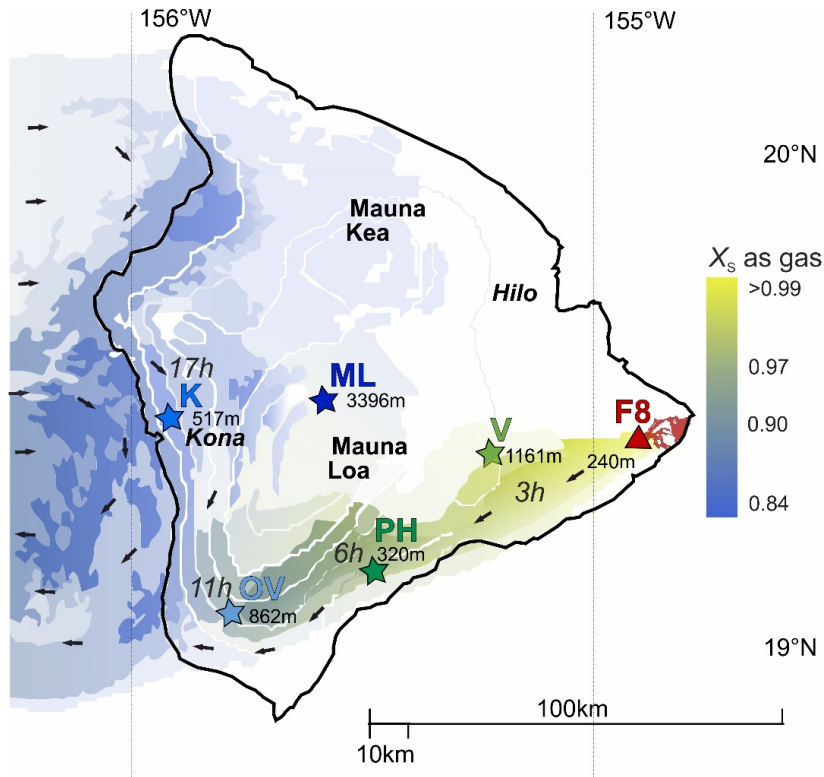 156°W
155°W
20°N
Mauna
Kea
X_s as gas
>0.99
Hilo
0.97
17h
ML
K
3396m
517m
F8
Kona
V
0.90
Mauna
Loa
1161m
240m
3h
0.84
PH
6h
320m
11h
OV
862m
19°N
100km
10km